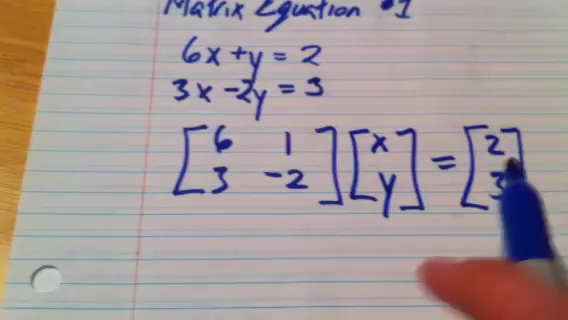 Matrix Equation #1
6x + y = 2
3x - 2y = 3
[6 1] [x] = [2]
[3 -2] [y] [3]